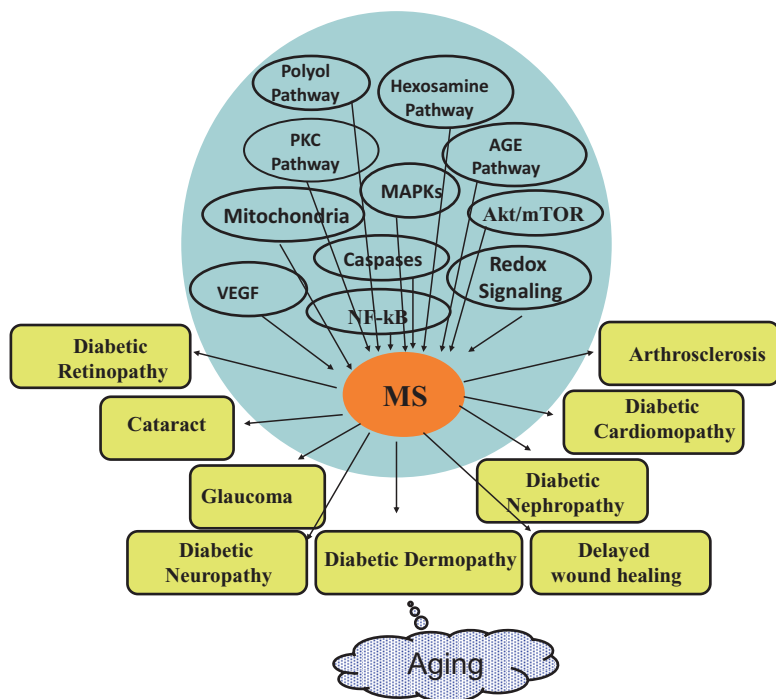 Polyol
Pathway
Hexosamine
Pathway
PKC
Pathway
AGE
Pathway
MAPKs
Mitochondria
Akt/mTOR
Caspases
Redox
Signaling
VEGF
NF-kB
MS
Diabetic
Retinopathy
Arthrosclerosis
Cataract
Diabetic
Cardiomopathy
Glaucoma
Diabetic
Nephropathy
Diabetic
Neuropathy
Diabetic Dermopathy
Delayed
wound healing
Aging